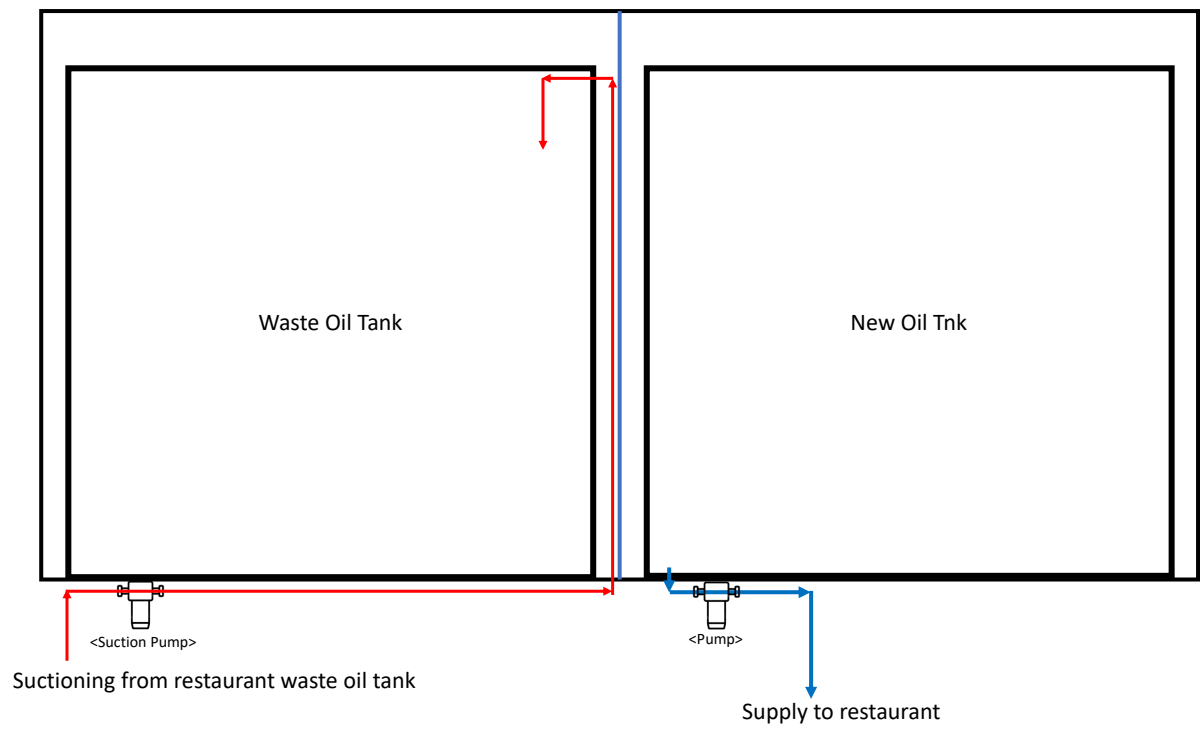 Waste Oil Tank
New Oil Tnk
<Suction Pump>
<Pump>
Suctioning from restaurant waste oil tank
Supply to restaurant